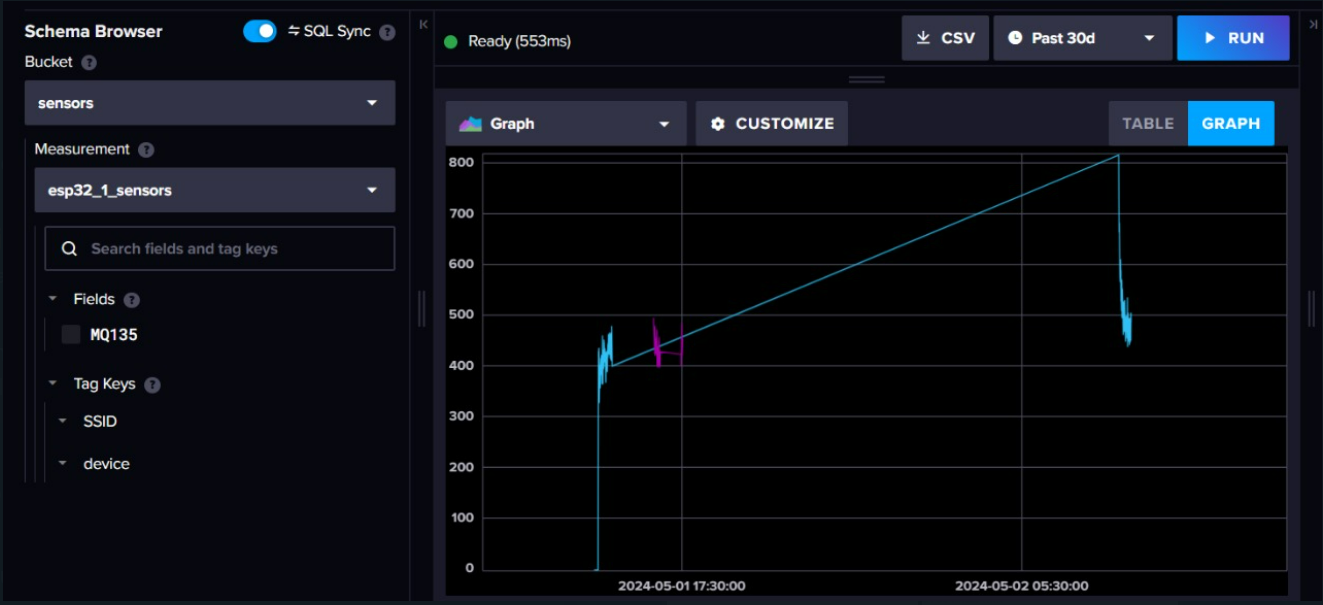 Schema Browser
SQL Sync ?
Bucket ?
sensors
Measurement ?
esp32_1_sensors
Search fields and tag keys
Fields ?
MQ135
Tag Keys ?
SSID
device
Ready (553ms)
CSV
Past 30d
RUN
Graph
CUSTOMIZE
TABLE
GRAPH
800
700
600
500
400
300
200
100
0
2024-05-01 17:30:00
2024-05-02 05:30:00